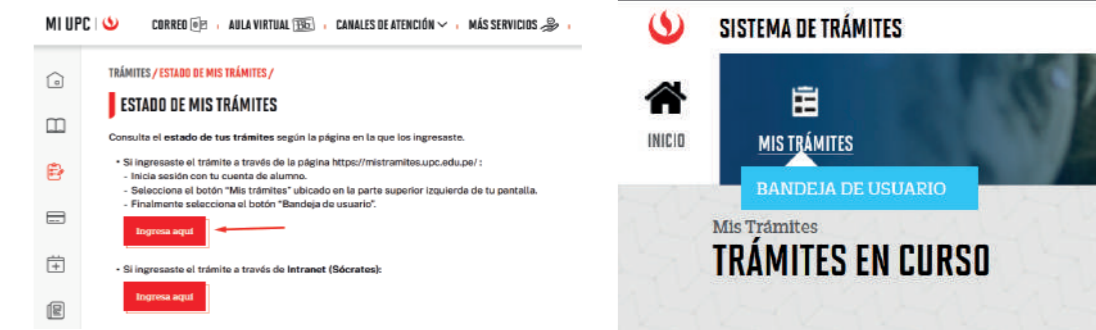 MI UPC
CORREO
AULA VIRTUAL
CANALES DE ATENCIÓN
MÁS SERVICIOS
TRÁMITES / ESTADO DE MIS TRÁMITES /
ESTADO DE MIS TRÁMITES
Consulta el estado de tus trámites según la página en la que los ingresaste.
• Si ingresaste el trámite a través de la página https://mistramites.upc.edu.pe/ :
- Inicia sesión con tu cuenta de alumno.
- Selecciona el botón "Mis trámites" ubicado en la parte superior izquierda de tu pantalla.
- Finalmente selecciona el botón "Bandeja de usuario".
Ingresa aquí
• Si ingresaste el trámite a través de Intranet (Sócrates):
Ingresa aquí
SISTEMA DE TRÁMITES
INICIO
MIS TRÁMITES
BANDEJA DE USUARIO
Mis Trámites
TRÁMITES EN CURSO